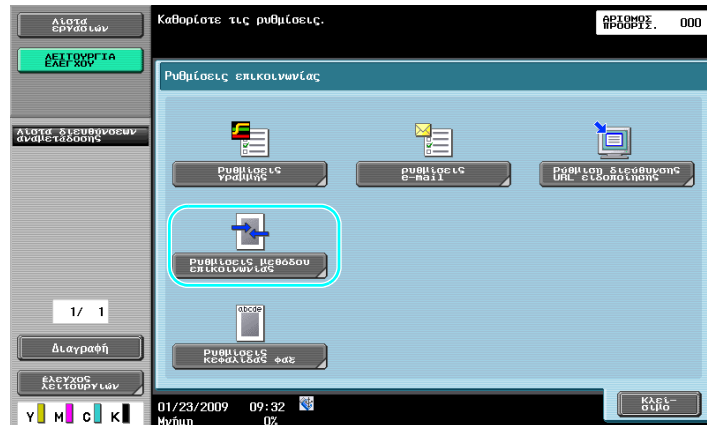 Λίστα
εργασιών
Καθορίστε τις ρυθμίσεις.
ΑΡΙΘΜΟΣ
ΠΡΟΟΡΙΣ.
000
ΛΕΙΤΟΥΡΓΙΑ
ΕΛΕΓΧΟΥ
Ρυθμίσεις επικοινωνίας
Λίστα διευθύνσεων
αναμετάδοσης
Ρυθμίσεις
γραμμής
ρυθμίσεις
e-mail
Ρύθμιση διεύθυνσης
URL ειδοποίησης
Ρυθμίσεις μεθόδου
επικοινωνίας
abcde
Ρυθμίσεις
κεφαλίδας φαξ
1/ 1
Διαγραφή
έλεγχος
λειτουργιών
Y M C K
01/23/2009 09:32
Μνήμη 0%
Κλεί-
σιμο